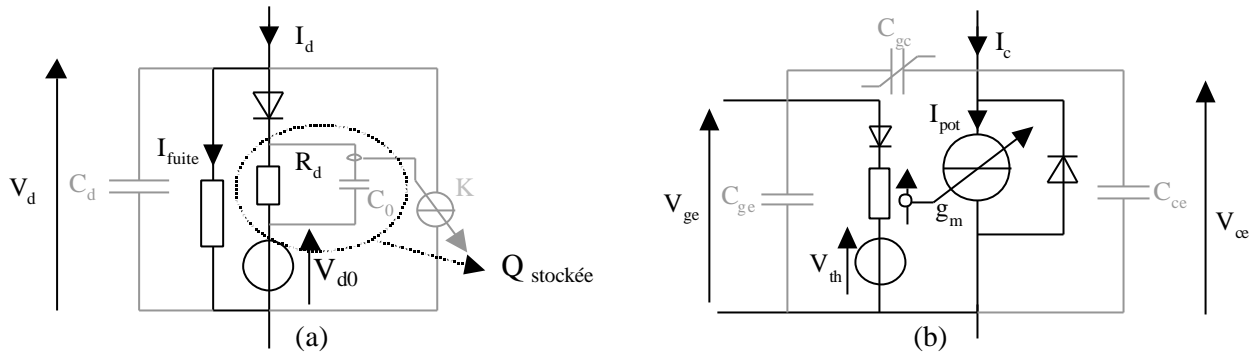 I_d
V_d
C_d
I_fuite
R_d
C_0
K
V_d0
Q stockée
(a)
C_gc
I_c
I_pot
V_ge
C_ge
g_m
V_th
C_ce
V_ce
(b)